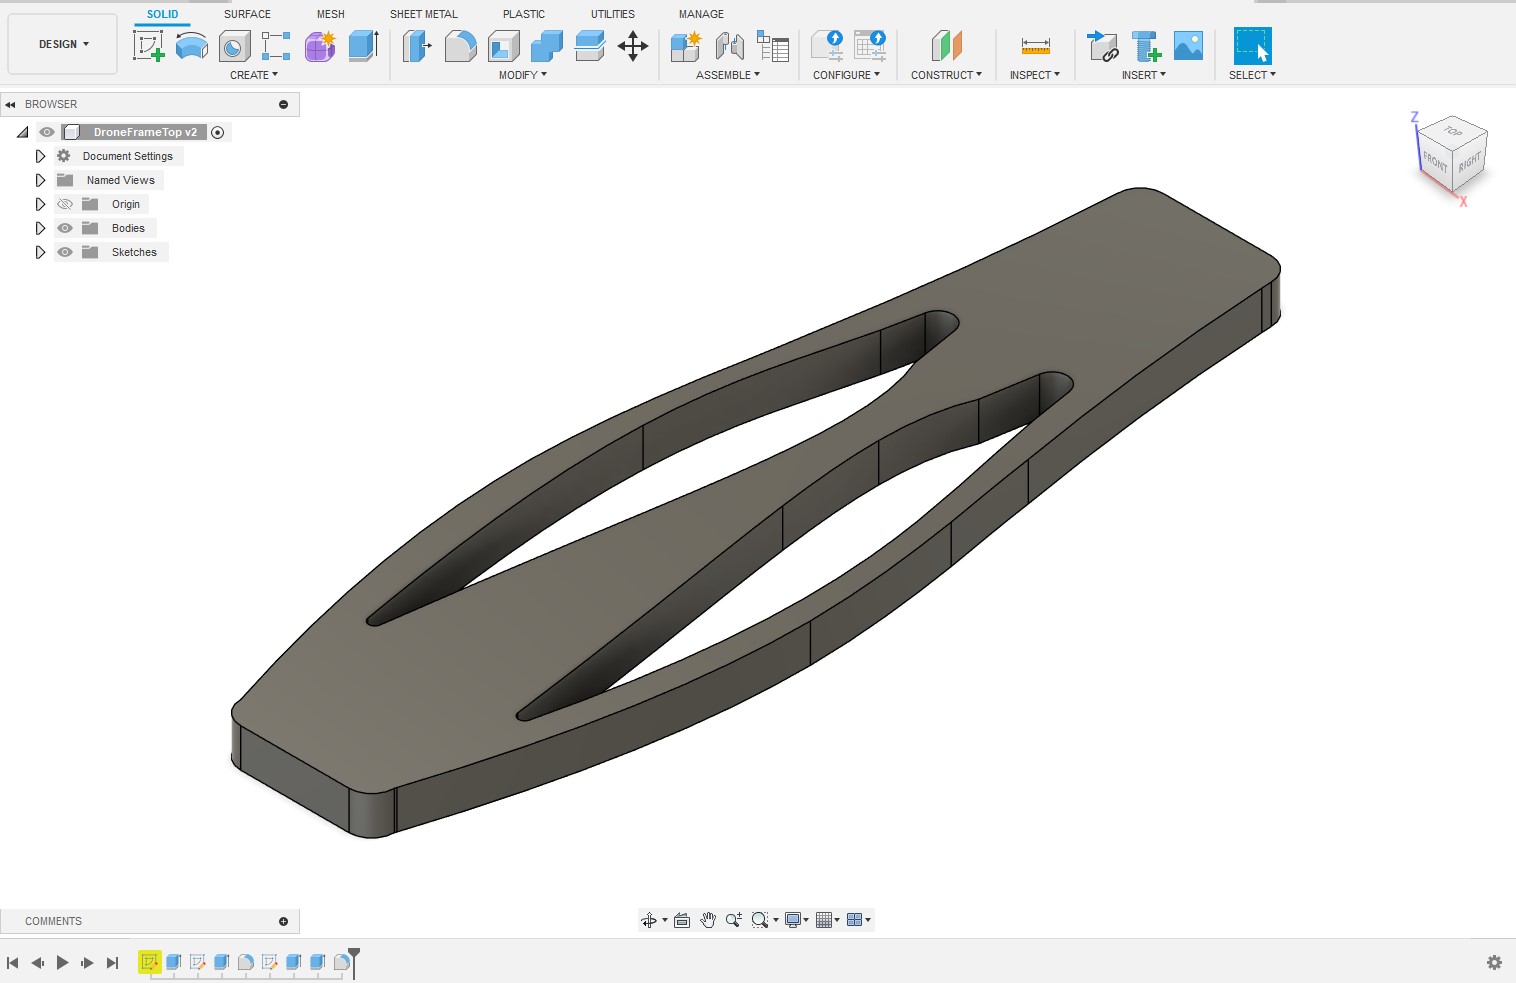 SOLID SURFACE MESH SHEET METAL PLASTIC UTILITIES MANAGE
DESIGN
CREATE MODIFY ASSEMBLE CONFIGURE CONSTRUCT INSPECT INSERT SELECT
BROWSER
DroneFrameTop v2
Document Settings
Named Views
Origin
Bodies
Sketches
Z
TOP
FRONT RIGHT
X
COMMENTS